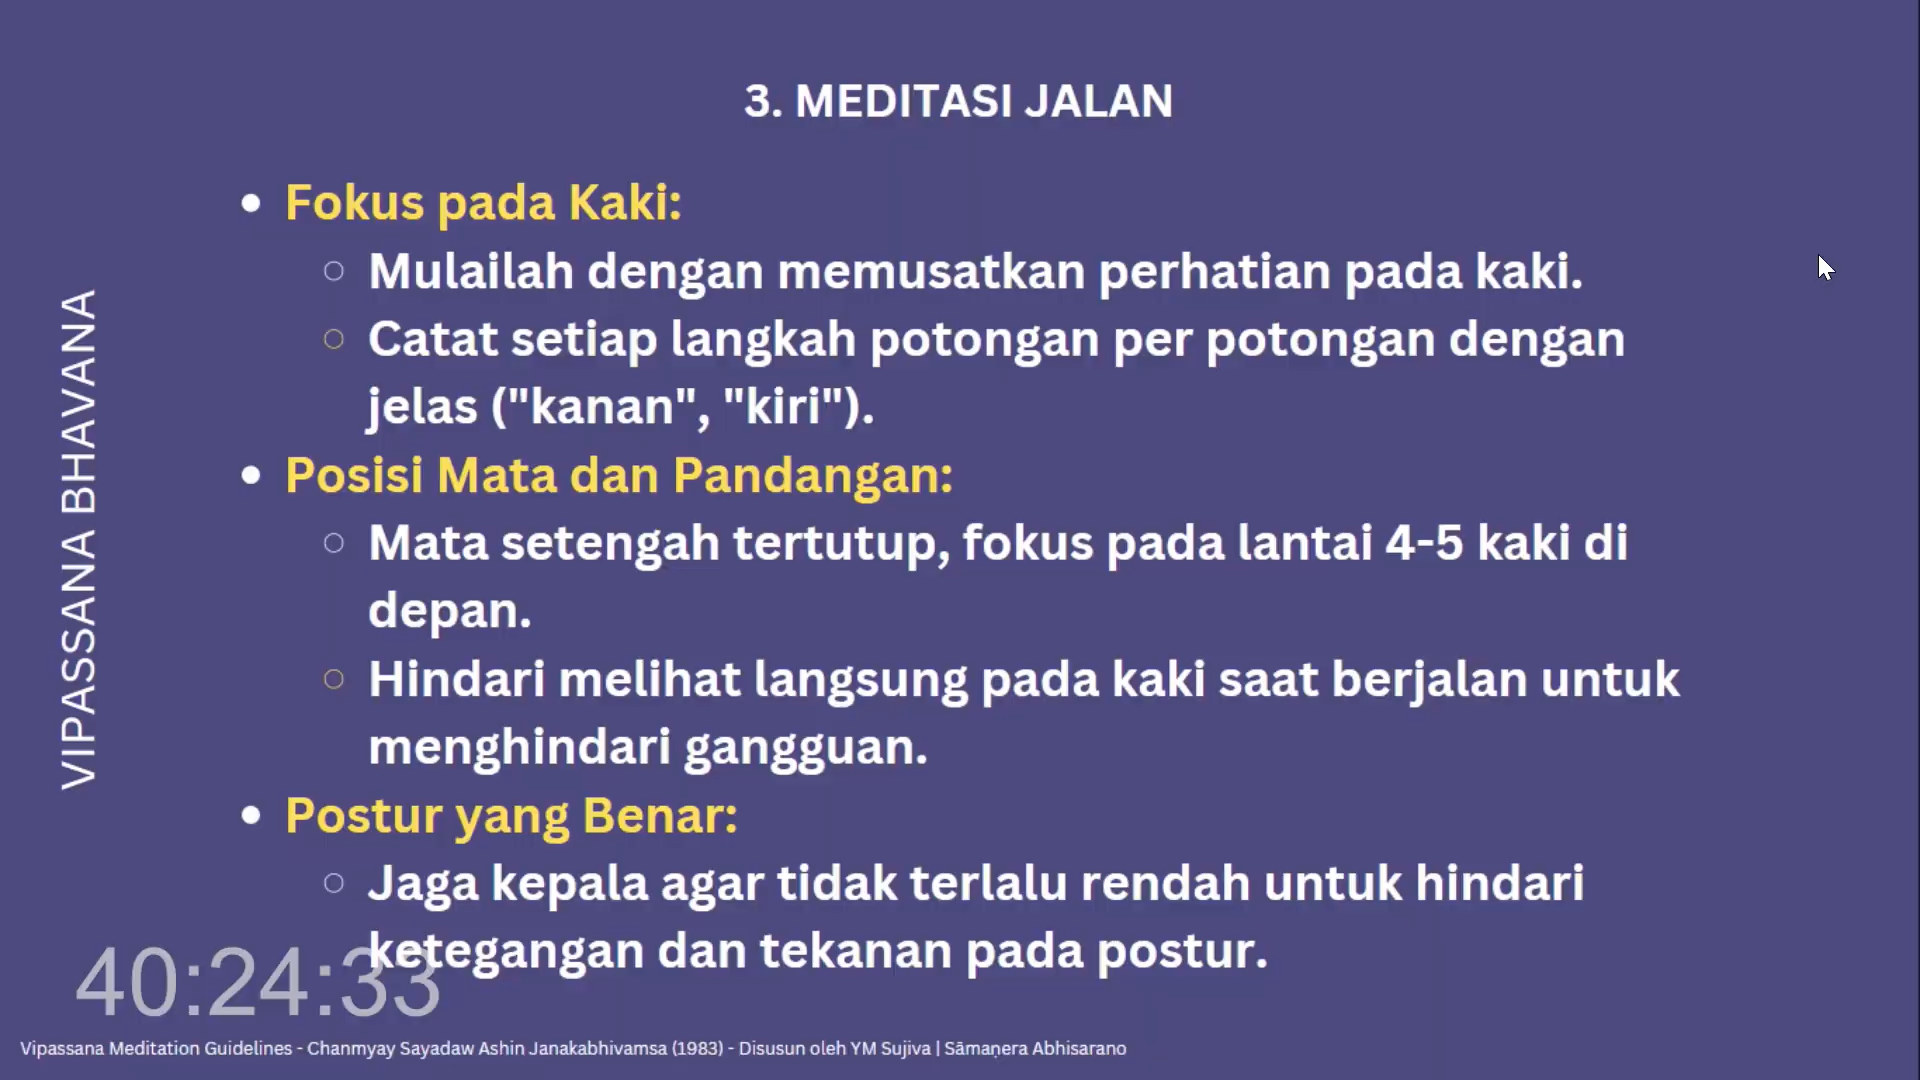 3. MEDITASI JALAN
VIPASSANA BHAVANA
Fokus pada Kaki:
Mulailah dengan memusatkan perhatian pada kaki.
Catat setiap langkah potongan per potongan dengan
jelas ("kanan", "kiri").
Posisi Mata dan Pandangan:
Mata setengah tertutup, fokus pada lantai 4-5 kaki di
depan.
Hindari melihat langsung pada kaki saat berjalan untuk
menghindari gangguan.
Postur yang Benar:
Jaga kepala agar tidak terlalu rendah untuk hindari
ketegangan dan tekanan pada postur.
40:24:33
Vipassana Meditation Guidelines - Chanmyay Sayadaw Ashin Janakabhivamsa (1983) - Disusun oleh YM Sujiva | Sāmaṇera Abhisarano